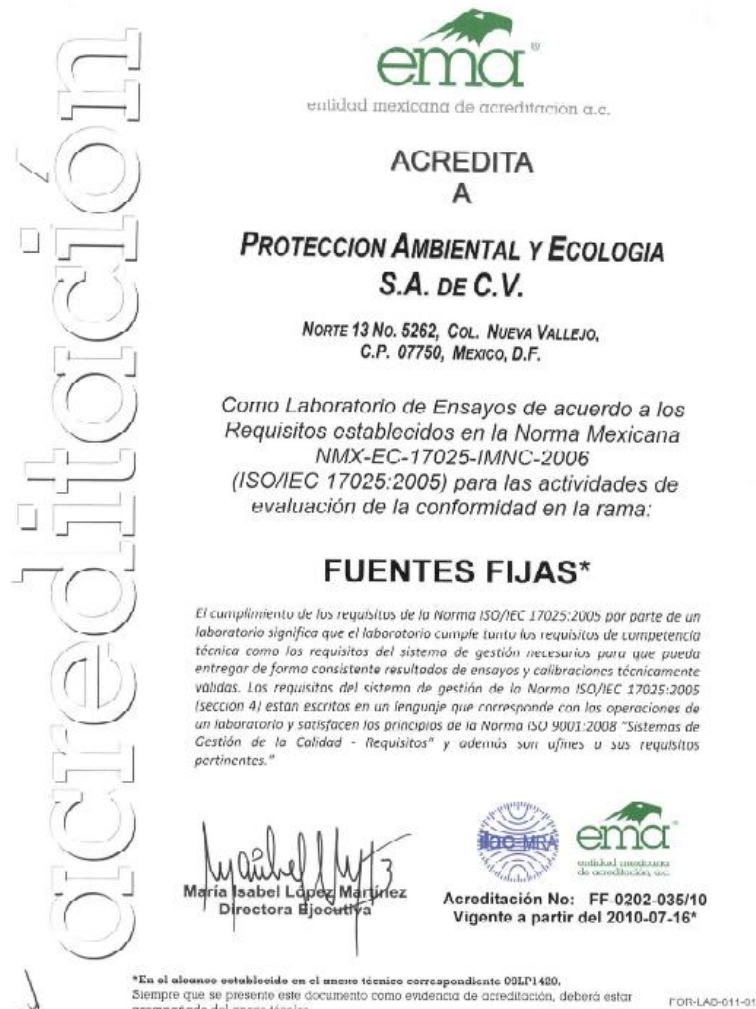 acreditación
ema®
entidad mexicana de acreditación a.c.
ACREDITA
A
PROTECCION AMBIENTAL Y ECOLOGIA
S.A. DE C.V.
NORTE 13 No. 5262, COL. NUEVA VALLEJO,
C.P. 07750, MEXICO, D.F.
Como Laboratorio de Ensayos de acuerdo a los
Requisitos establecidos en la Norma Mexicana
NMX-EC-17025-IMNC-2006
(ISO/IEC 17025:2005) para las actividades de
evaluación de la conformidad en la rama:
FUENTES FIJAS*
El cumplimiento de los requisitos de la Norma ISO/IEC 17025:2005 por parte de un
laboratorio significa que el laboratorio cumple tanto los requisitos de competencia
técnica como los requisitos del sistema de gestión necesarios para que pueda
entregar de forma consistente resultados de ensayos y calibraciones técnicamente
válidas. Los requisitos del sistema de gestión de la Norma ISO/IEC 17025:2005
(sección 4) están escritos en un lenguaje que corresponde con las operaciones de
un laboratorio y satisfacen los principios de la Norma ISO 9001:2008 "Sistemas de
Gestión de la Calidad - Requisitos" y además son afines a sus requisitos
pertinentes."
María Isabel López Martínez
Directora Ejecutiva
ilac-MRA
ema®
entidad mexicana
de acreditación, a.c.
Acreditación No: FF-0202-035/10
Vigente a partir del 2010-07-16*
*En el alcance establecido en el anexo técnico correspondiente 09LP1420.
Siempre que se presente este documento como evidencia de acreditación, deberá estar
acompañado del anexo técnico.
FOR-LAB-011-01